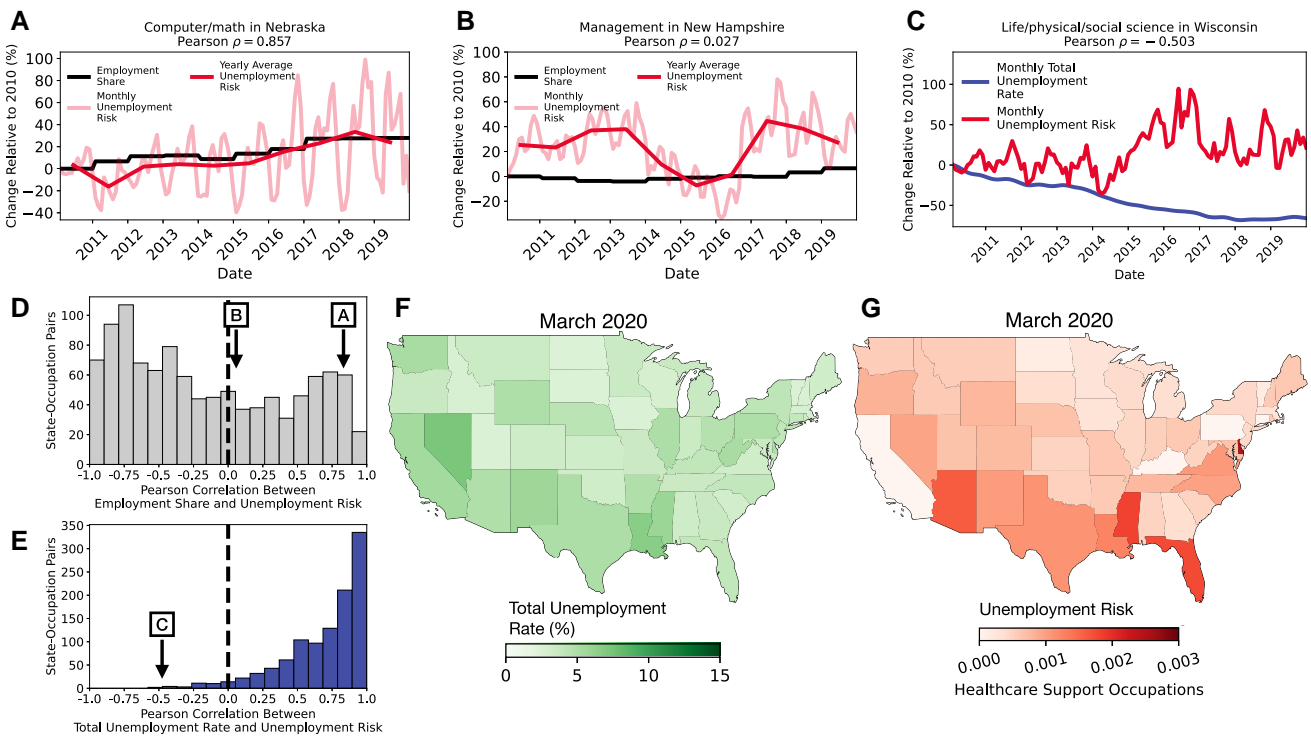 A
Computer/math in Nebraska
Pearson ρ = 0.857
Change Relative to 2010 (%)
100
80
60
40
20
0
−20
−40
Employment
Share
Monthly
Unemployment
Risk
Yearly Average
Unemployment
Risk
2011
2012
2013
2014
2015
2016
2017
2018
2019
Date
B
Management in New Hampshire
Pearson ρ = 0.027
Change Relative to 2010 (%)
100
80
60
40
20
0
−20
Employment
Share
Monthly
Unemployment
Risk
Yearly Average
Unemployment
Risk
2011
2012
2013
2014
2015
2016
2017
2018
2019
Date
C
Life/physical/social science in Wisconsin
Pearson ρ = − 0.503
Change Relative to 2010 (%)
100
50
0
−50
Monthly Total
Unemployment
Rate
Monthly
Unemployment Risk
2011
2012
2013
2014
2015
2016
2017
2018
2019
Date
D
State-Occupation Pairs
100
80
60
40
20
0
B
A
-1.0
-0.75
-0.5
-0.25
0.0
0.25
0.5
0.75
1.0
Pearson Correlation Between
Employment Share and Unemployment Risk
E
State-Occupation Pairs
350
300
250
200
150
100
50
0
C
-1.0
-0.75
-0.5
-0.25
0.0
0.25
0.5
0.75
1.0
Pearson Correlation Between
Total Unemployment Rate and Unemployment Risk
F
March 2020
Total Unemployment
Rate (%)
0
5
10
15
G
March 2020
Unemployment Risk
0.000
0.001
0.002
0.003
Healthcare Support Occupations